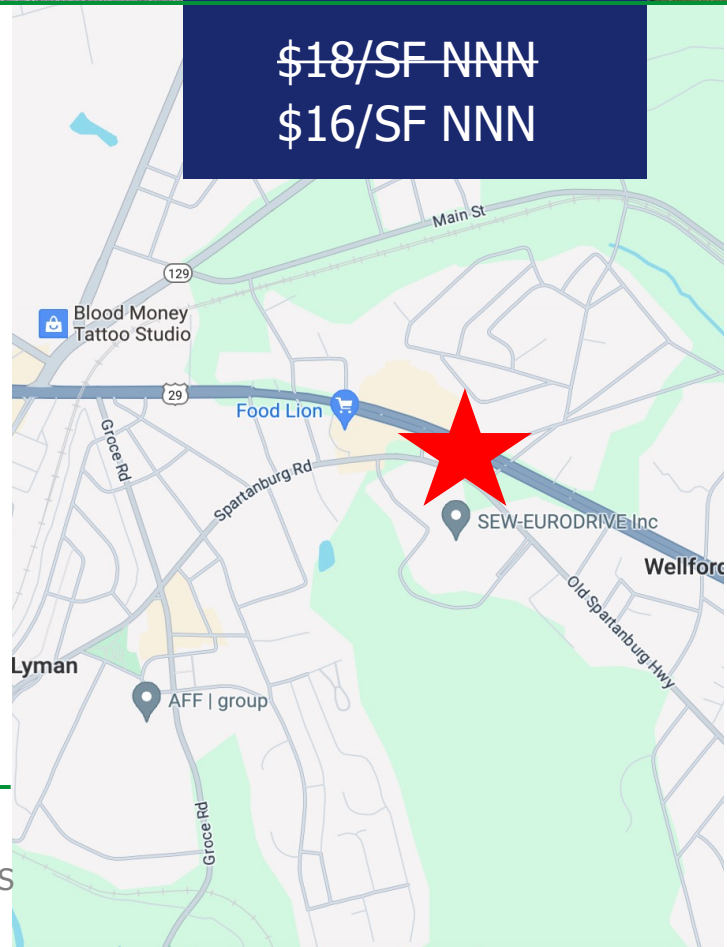 $18/SF NNN
$16/SF NNN
Main St
129
Blood Money
Tattoo Studio
29
Food Lion
Groce Rd
Spartanburg Rd
SEW-EURODRIVE Inc
Wellford
Old Spartanburg Hwy
Lyman
AFF | group
Groce Rd
S